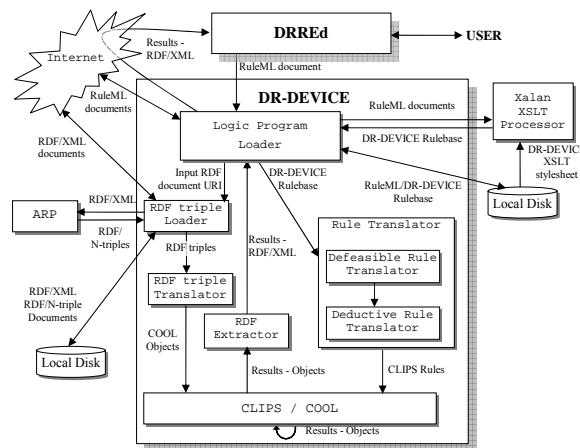 DRREd
USER
Internet
Results -
RDF/XML
RuleML document
RuleML
documents
DR-DEVICE
Logic Program
Loader
RuleML documents
DR-DEVICE Rulebase
Xalan
XSLT
Processor
DR-DEVICE
XSLT
stylesheet
RDF/XML
documents
Input RDF
document URI
DR-DEVICE
Rulebase
RuleML/DR-DEVICE
Rulebase
Local Disk
ARP
RDF/XML
RDF/
N-triples
RDF triple
Loader
RDF triples
Results -
RDF/XML
Rule Translator
Defeasible Rule
Translator
Deductive Rule
Translator
RDF triple
Translator
RDF/XML
RDF/N-triple
Documents
RDF
Extractor
COOL
Objects
Local Disk
Results - Objects
CLIPS Rules
CLIPS / COOL
Results - Objects